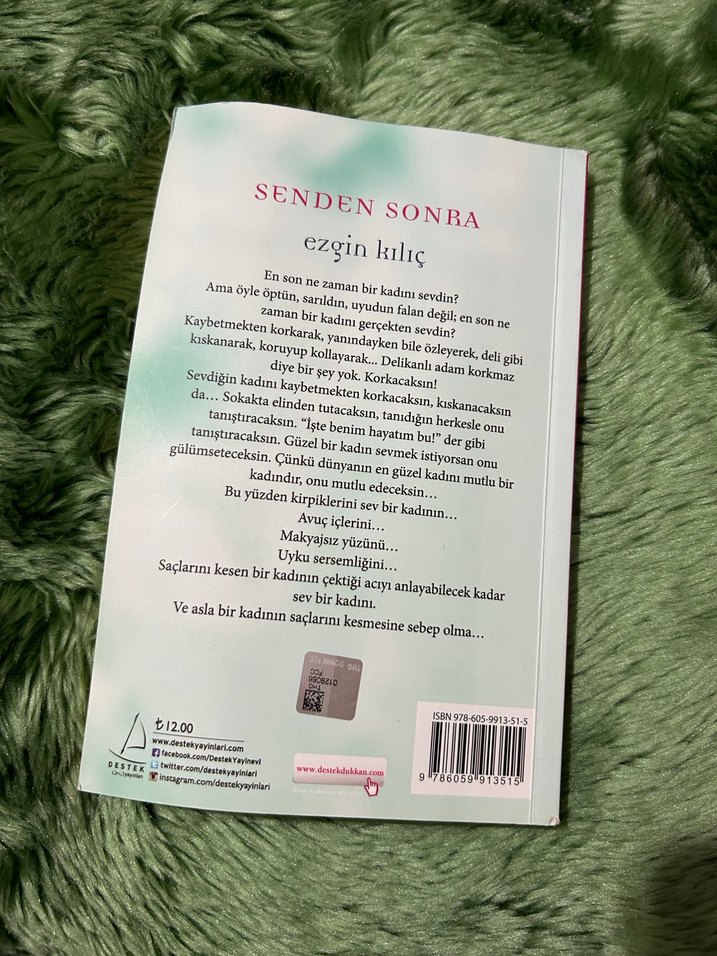 SENDEN SONRA
ezgin kılıç
En son ne zaman bir kadını sevdin?
Ama öyle öptün, sarıldın, uyudun falan değil; en son ne
zaman bir kadını gerçekten sevdin?
Kaybetmekten korkarak, yanındayken bile özleyerek, deli gibi
kıskanarak, koruyup kollayarak... Delikanlı adam korkmaz
diye bir şey yok. Korkacaksın!
Sevdiğin kadını kaybetmekten korkacaksın, kıskanacaksın
da… Sokakta elinden tutacaksın, tanıdığın herkesle onu
tanıştıracaksın. “İşte benim hayatım bu!” der gibi
tanıştıracaksın. Güzel bir kadın sevmek istiyorsan onu
gülümseteceksin. Çünkü dünyanın en güzel kadını mutlu bir
kadındır, onu mutlu edeceksin…
Bu yüzden kirpiklerini sev bir kadının…
Avuç içlerini…
Makyajsız yüzünü…
Uyku sersemliğini…
Saçlarını kesen bir kadının çektiği acıyı anlayabilecek kadar
sev bir kadını.
Ve asla bir kadının saçlarını kesmesine sebep olma…
THG 0129066 FCC
THG
0129066
FCC
₺12.00
www.destekyayinlari.com
facebook.com/DestekYayinevi
twitter.com/destekyayinlari
instagram.com/destekyayinlari
DESTEK
yayınları
www.destekdukkan.com
ISBN 978-605-9913-51-5
9 786059 913515